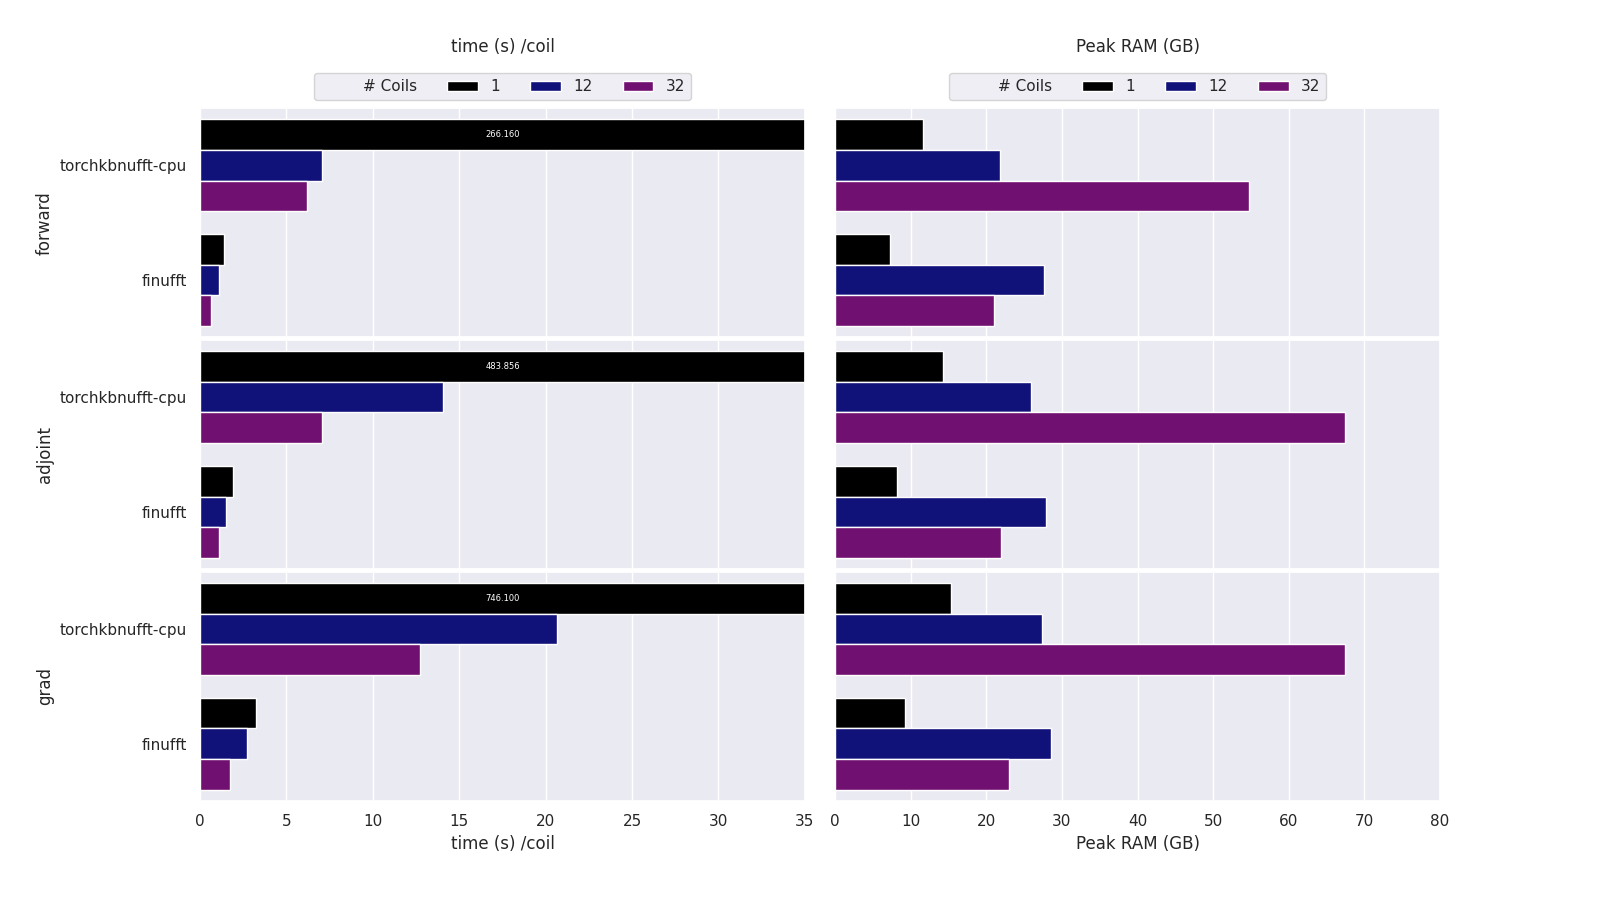 time (s) /coil
Peak RAM (GB)
# Coils 1 12 32
# Coils 1 12 32
forward
torchkbnufft-cpu
266.160
finufft
adjoint
torchkbnufft-cpu
483.856
finufft
grad
torchkbnufft-cpu
746.100
finufft
0 5 10 15 20 25 30 35
0 10 20 30 40 50 60 70 80
time (s) /coil
Peak RAM (GB)